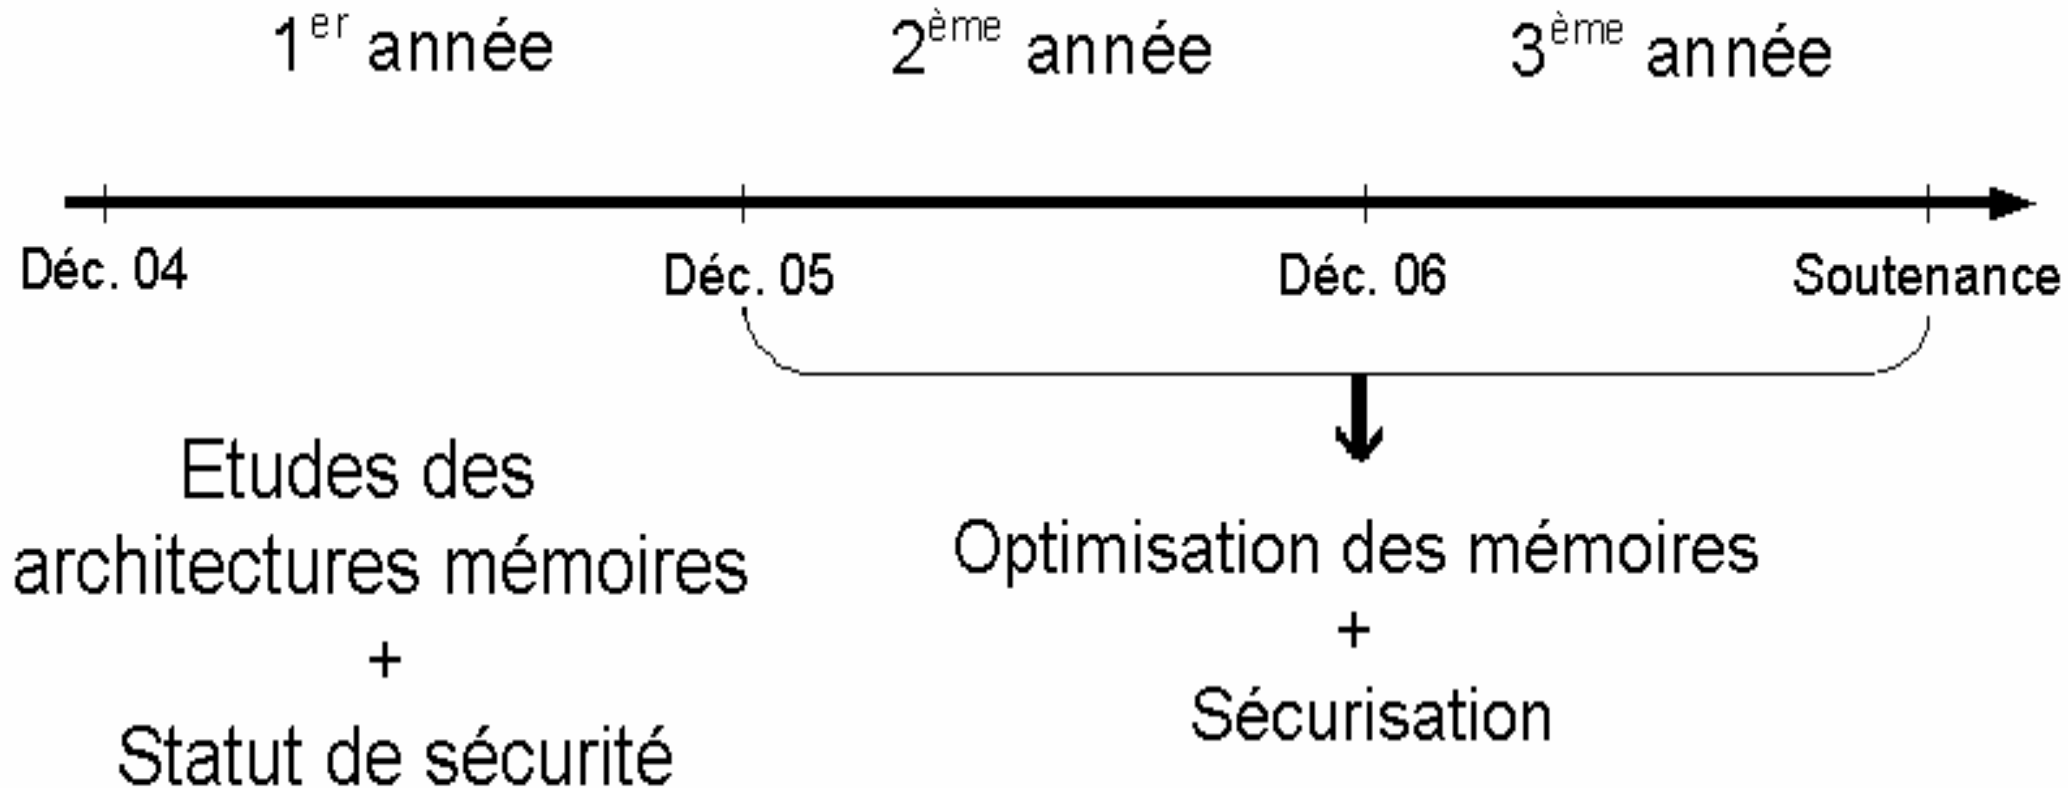 1er année 2ème année 3ème année
Déc. 04 Déc. 05 Déc. 06 Soutenance
Etudes des
architectures mémoires
+
Statut de sécurité
Optimisation des mémoires
+
Sécurisation